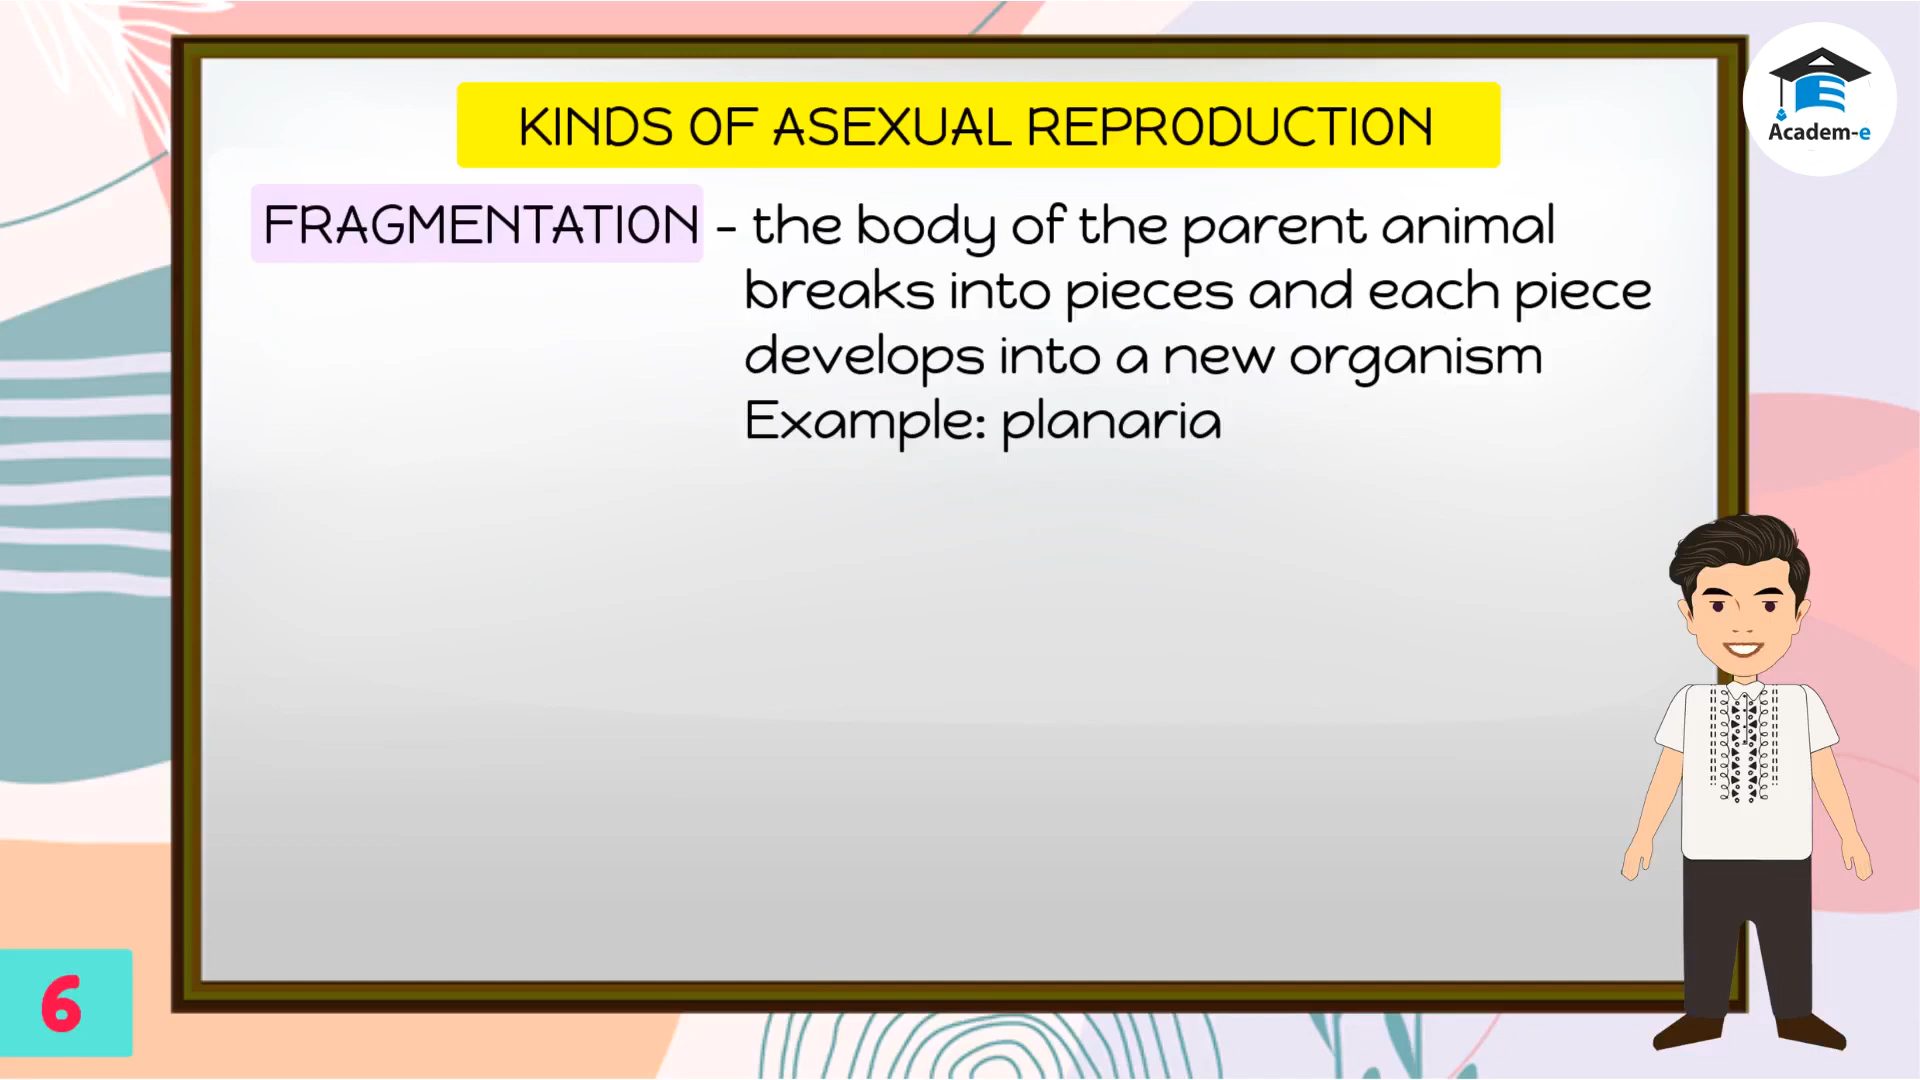 KINDS OF ASEXUAL REPRODUCTION
FRAGMENTATION - the body of the parent animal
breaks into pieces and each piece
develops into a new organism
Example: planaria
Academ-e
6